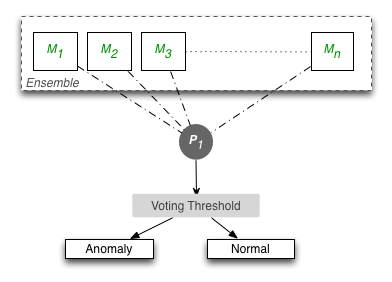 M1 M2 M3 Mn
Ensemble
P1
Voting Threshold
Anomaly Normal